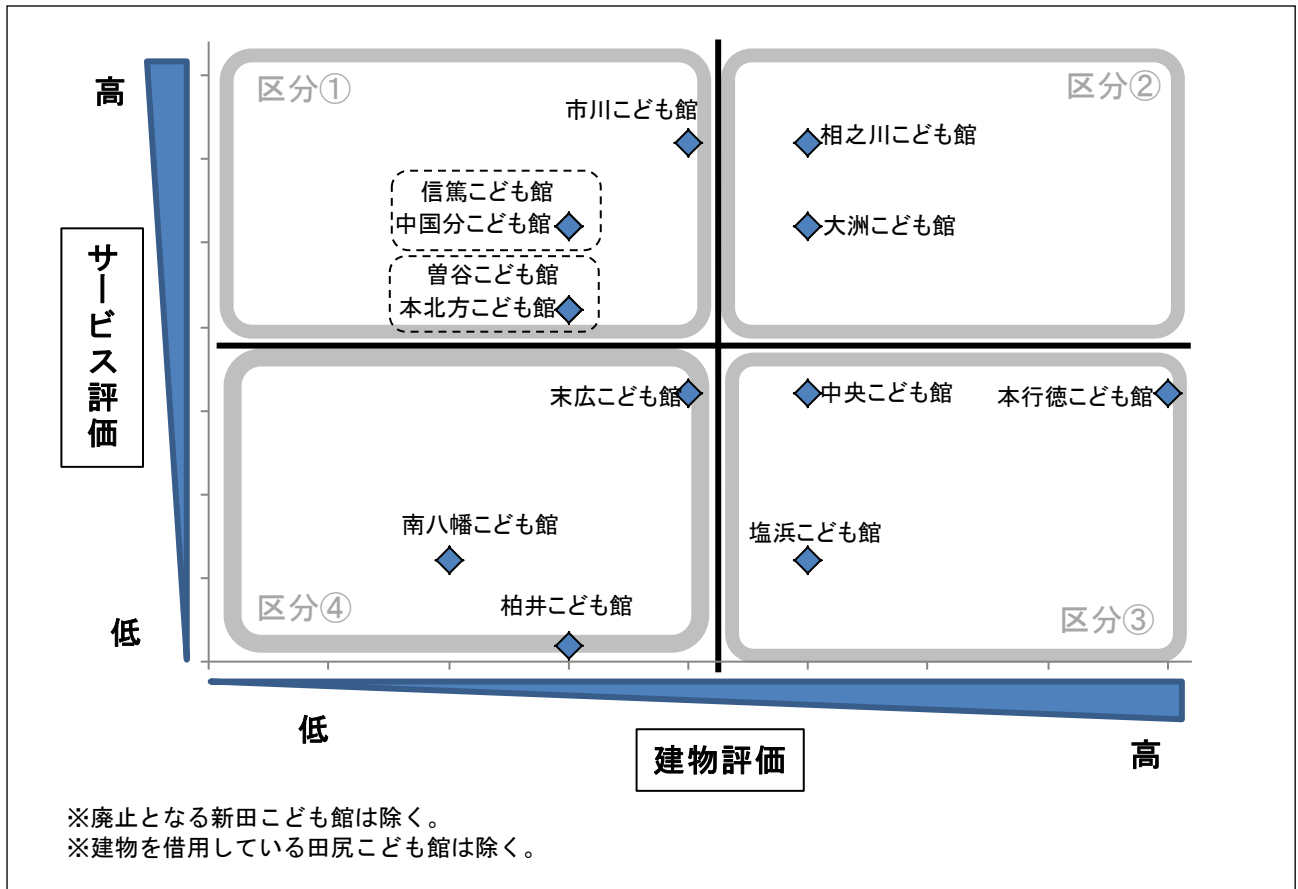 区分①
区分②
高
市川こども館
相之川こども館
信篤こども館
中国分こども館
大洲こども館
曽谷こども館
本北方こども館
サービス評価
末広こども館
中央こども館
本行徳こども館
南八幡こども館
塩浜こども館
柏井こども館
区分④
区分③
低
低
建物評価
高
※廃止となる新田こども館は除く。
※建物を借用している田尻こども館は除く。